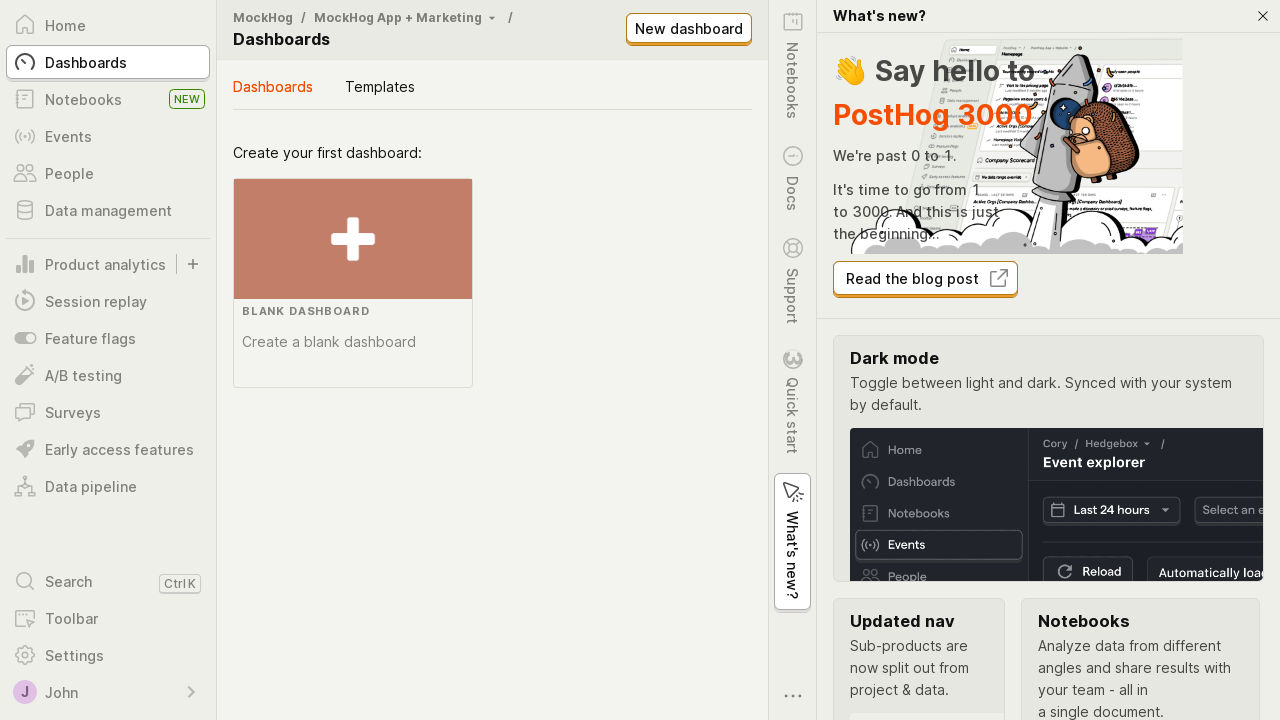 Home
Dashboards
Notebooks
NEW
Events
People
Data management
Product analytics
Session replay
Feature flags
A/B testing
Surveys
Early access features
Data pipeline
Search
Ctrl K
Toolbar
Settings
J
John
MockHog / MockHog App + Marketing /
Dashboards
New dashboard
Dashboards
Templates
Create your first dashboard:
BLANK DASHBOARD
Create a blank dashboard
Notebooks
Docs
Support
3
Quick start
What's new?
What's new?
👋 Say hello to
PostHog 3000
We're past 0 to 1.
It's time to go from 1
to 3000. And this is just
the beginning...
Read the blog post
Dark mode
Toggle between light and dark. Synced with your system
by default.
Home
Dashboards
Notebooks
Events
People
Cory / Hedgebox /
Event explorer
Last 24 hours
Select an e
Reload
Automatically loa
Updated nav
Sub-products are
now split out from
project & data.
Notebooks
Analyze data from different
angles and share results with
your team - all in
a single document.